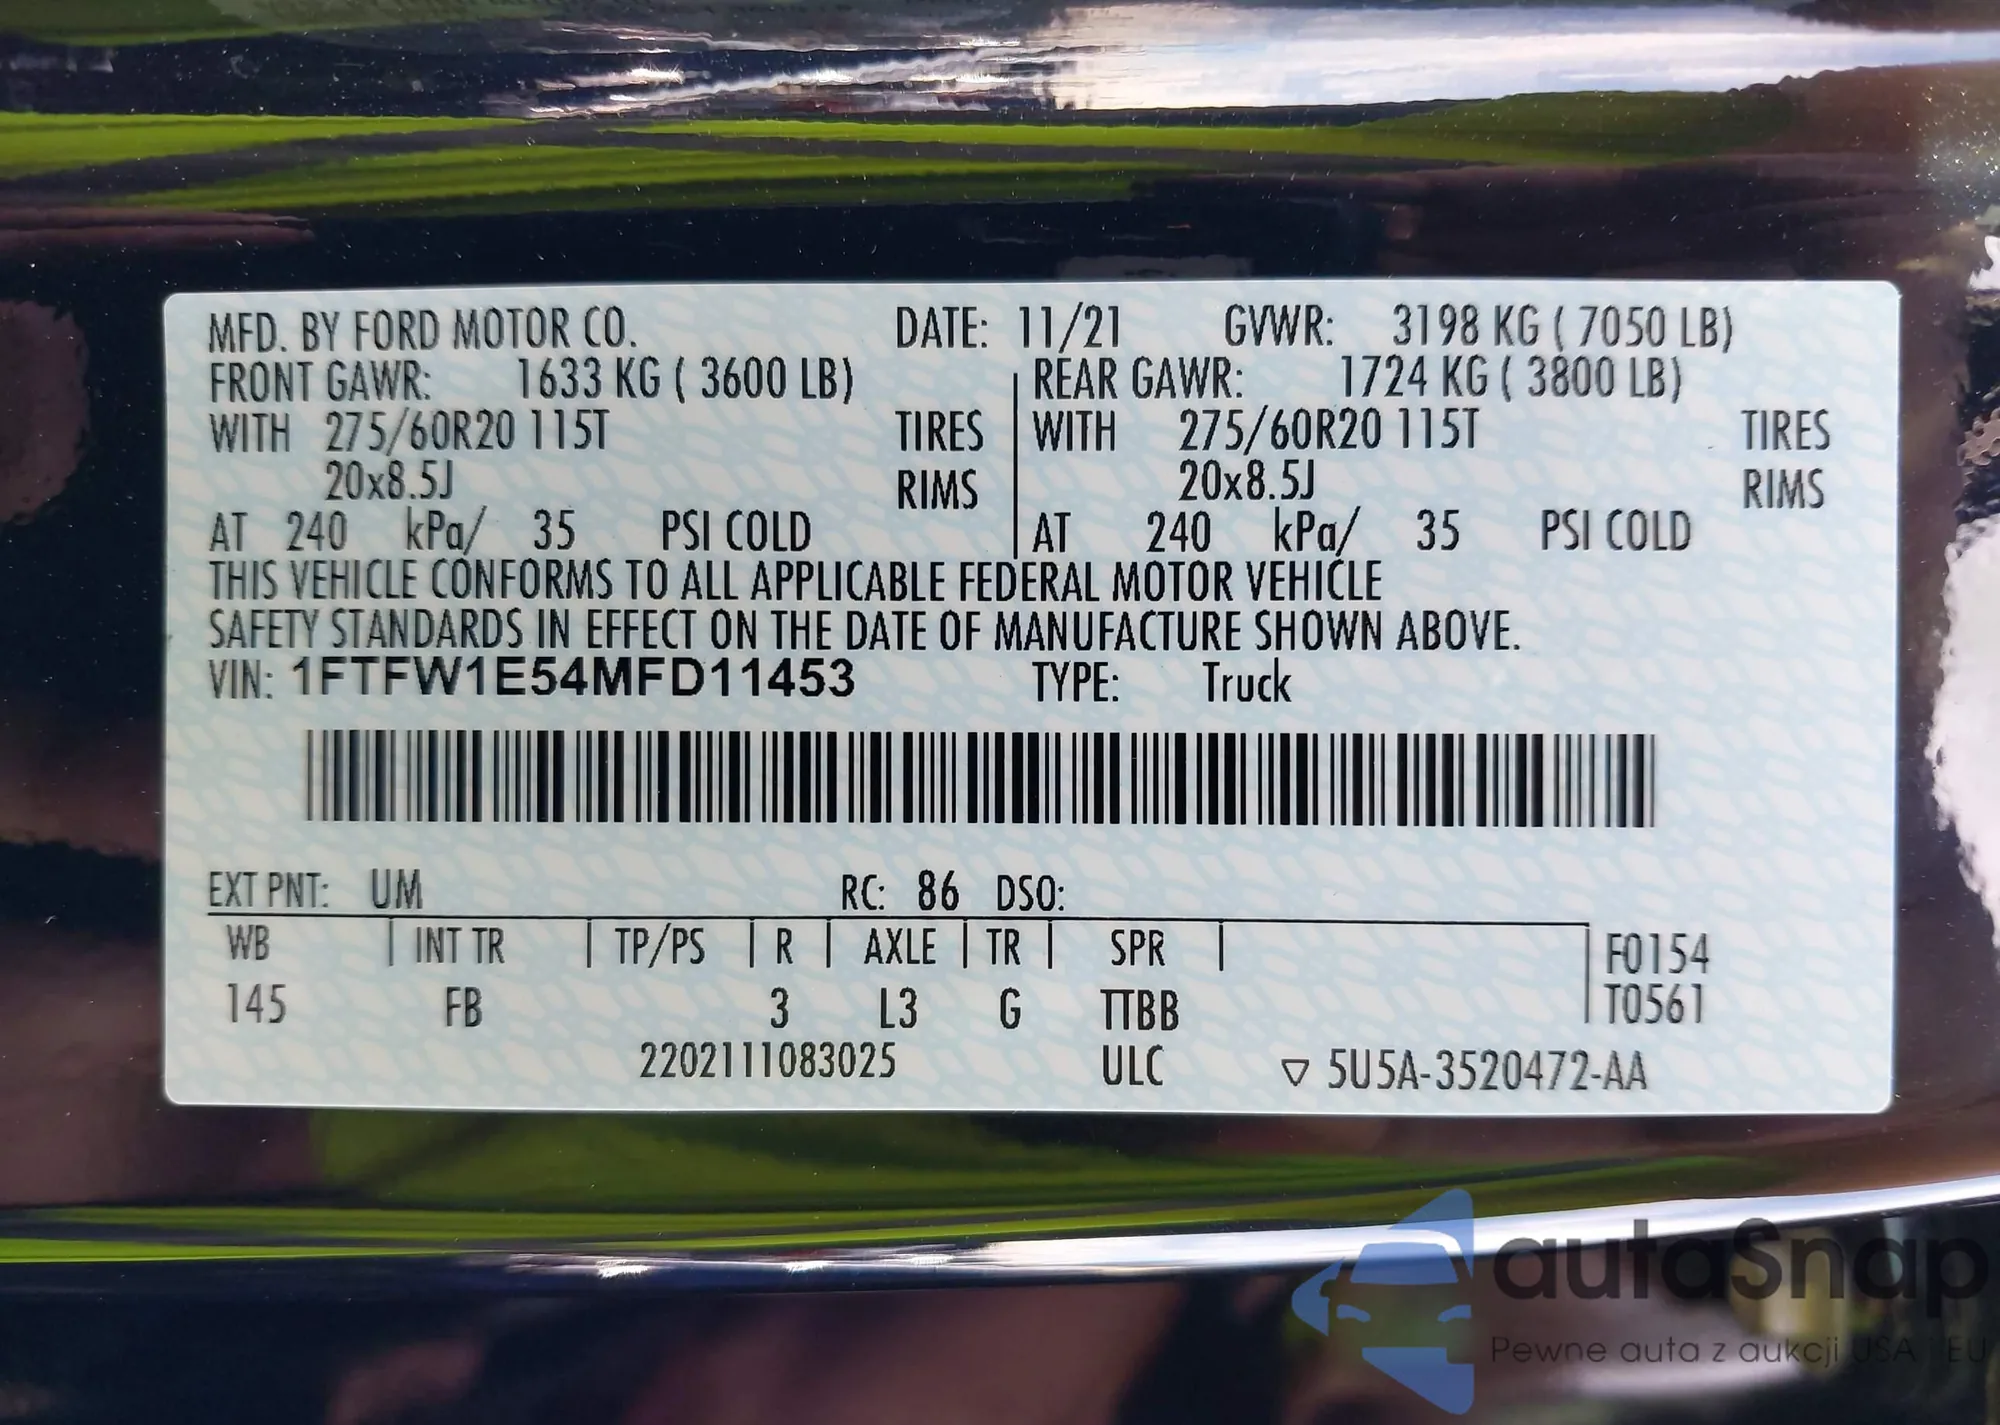 MFD. BY FORD MOTOR CO. DATE: 11/21 GVWR: 3198 KG ( 7050 LB)
FRONT GAWR: 1633 KG ( 3600 LB) REAR GAWR: 1724 KG ( 3800 LB)
WITH 275/60R20 115T TIRES WITH 275/60R20 115T TIRES
20x8.5J RIMS 20x8.5J RIMS
AT 240 kPa/ 35 PSI COLD AT 240 kPa/ 35 PSI COLD
THIS VEHICLE CONFORMS TO ALL APPLICABLE FEDERAL MOTOR VEHICLE
SAFETY STANDARDS IN EFFECT ON THE DATE OF MANUFACTURE SHOWN ABOVE.
VIN: 1FTFW1E54MFD11453 TYPE: Truck
EXT PNT: UM RC: 86 DSO:
WB INT TR TP/PS R AXLE TR SPR F0154
145 FB 3 L3 G TTBB T0561
2202111083025 ULC ▽ 5U5A-3520472-AA
autaSnap
Pewne auta z aukcji USA i EU